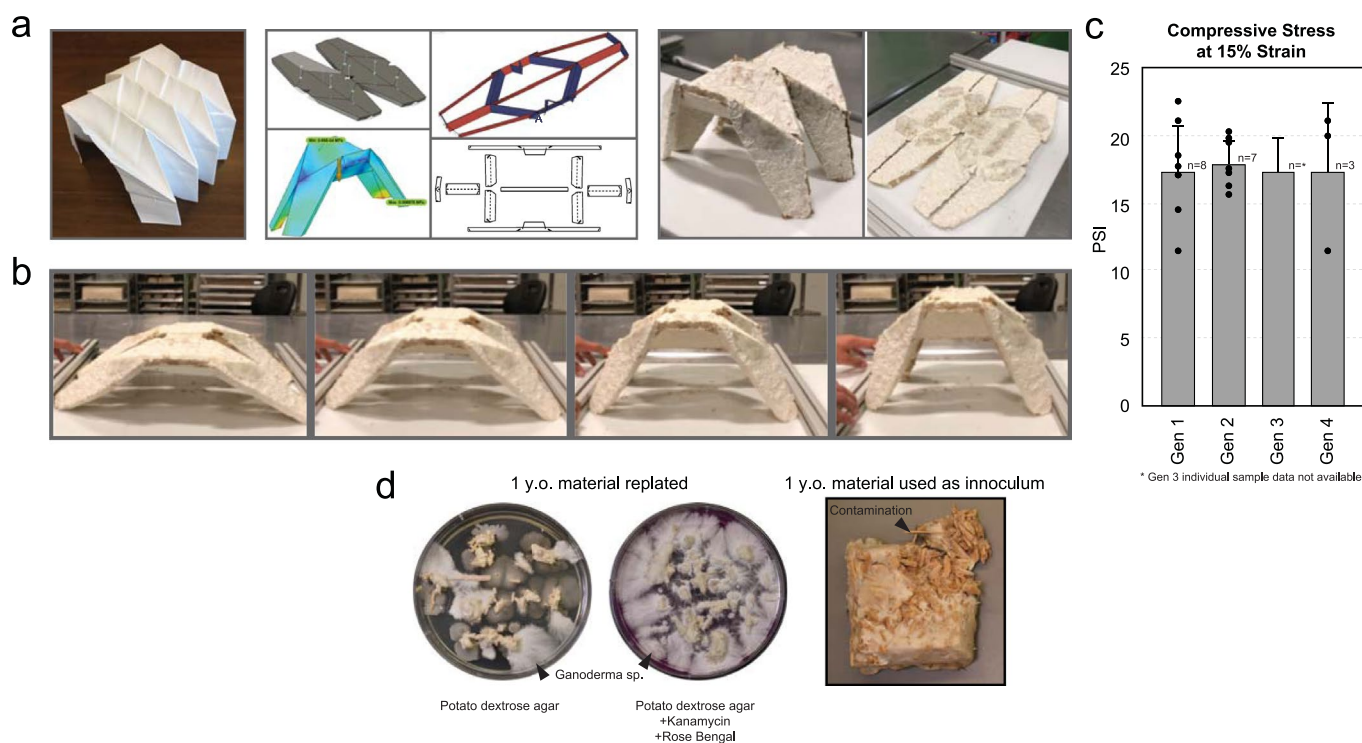 a
A
b
c
Compressive Stress
at 15% Strain
25
20
15
10
5
0
PSI
n=8
n=7
n=*
n=3
Gen 1
Gen 2
Gen 3
Gen 4
* Gen 3 individual sample data not available
d
1 y.o. material replated
1 y.o. material used as innoculum
Contamination
Ganoderma sp.
Potato dextrose agar
Potato dextrose agar
+Kanamycin
+Rose Bengal